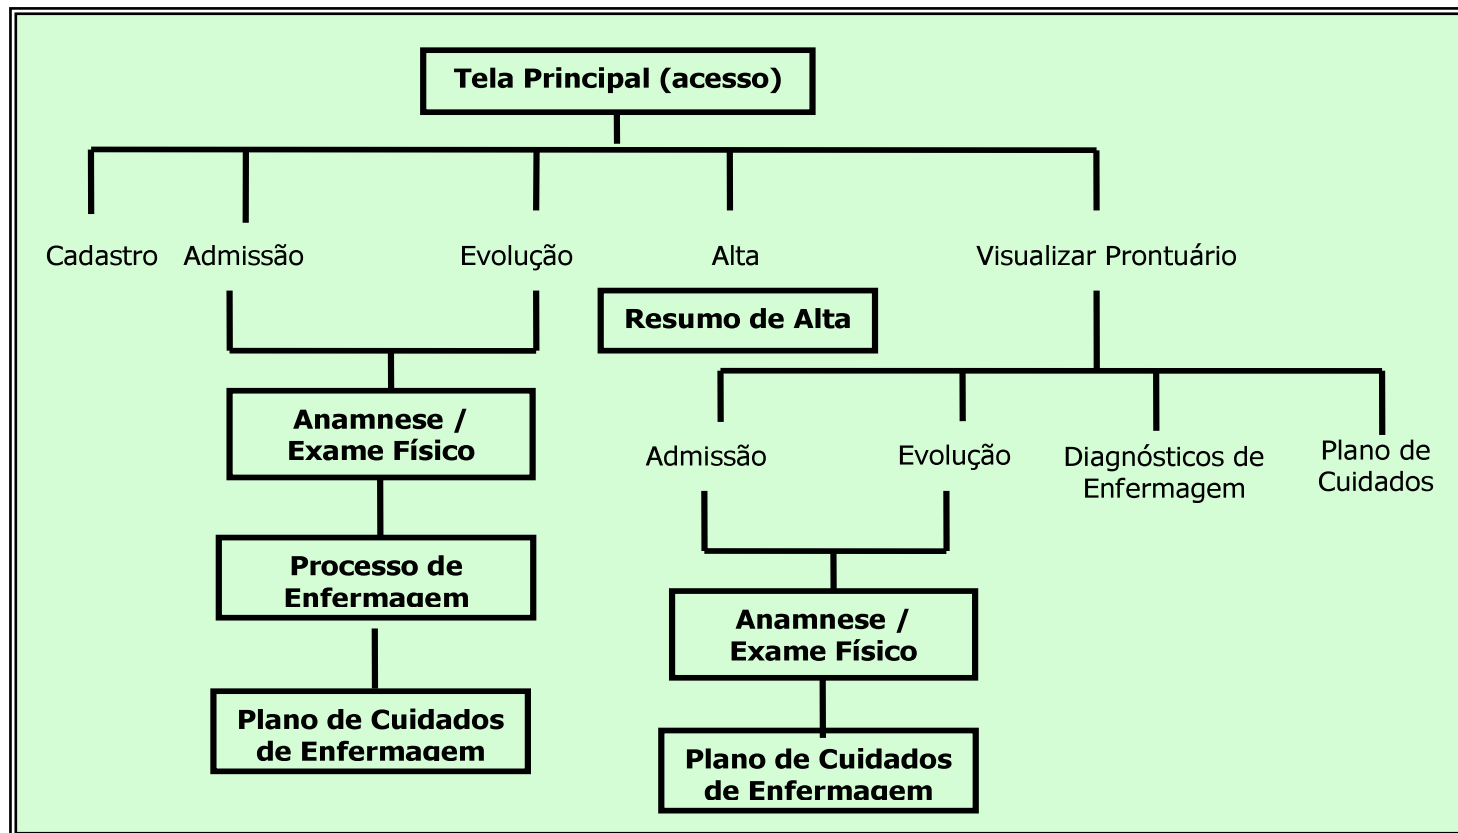 Tela Principal (acesso)
Cadastro
Admissão
Evolução
Alta
Visualizar Prontuário
Resumo de Alta
Anamnese /
Exame Físico
Processo de
Enfermagem
Plano de Cuidados
de Enfermagem
Admissão
Evolução
Diagnósticos de
Enfermagem
Plano de
Cuidados
Anamnese /
Exame Físico
Plano de Cuidados
de Enfermagem